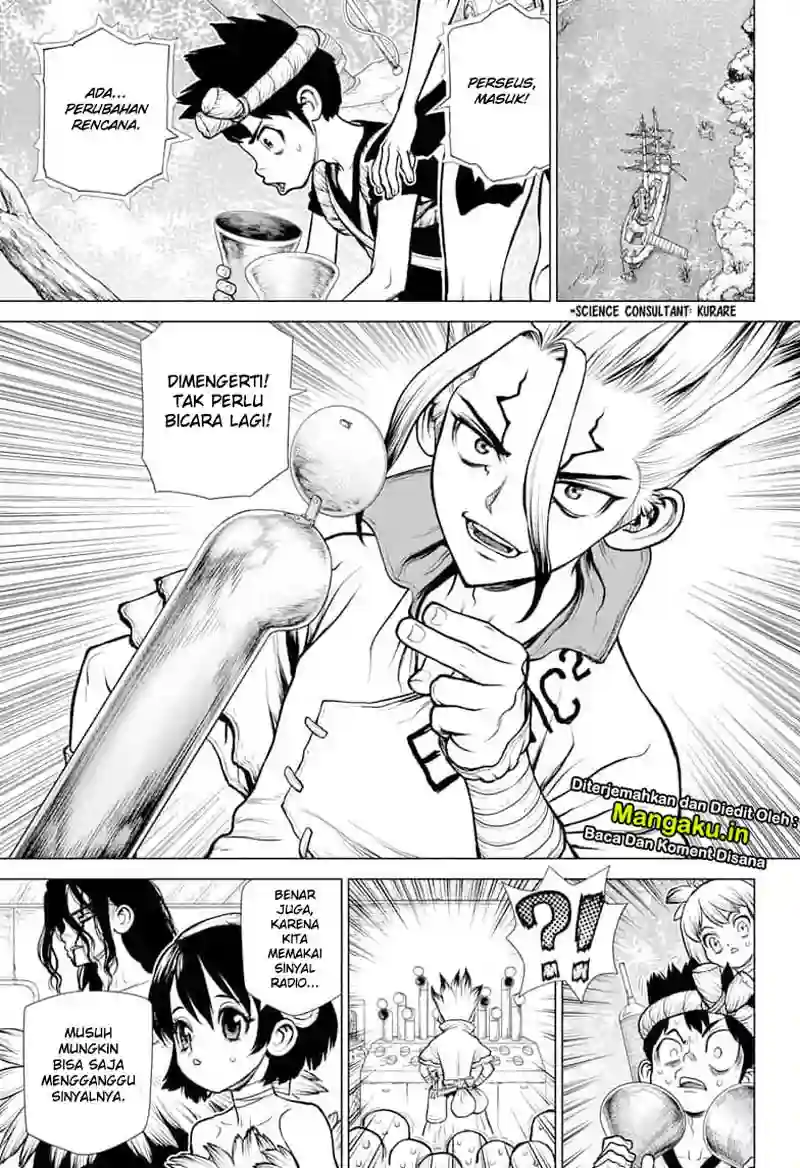 PERSEUS,
MASUK!
ADA...
PERUBAHAN
RENCANA.
*SCIENCE CONSULTANT: KURARE
DIMENGERTI!
TAK PERLU
BICARA LAGI!
E=MC²
Diterjemahkan dan Diedit Oleh :
Mangaku.in
Baca Dan Koment Disana
?!
BENAR
JUGA,
KARENA
KITA
MEMAKAI
SINYAL
RADIO...
MUSUH
MUNGKIN
BISA SAJA
MENGGANGGU
SINYALNYA.